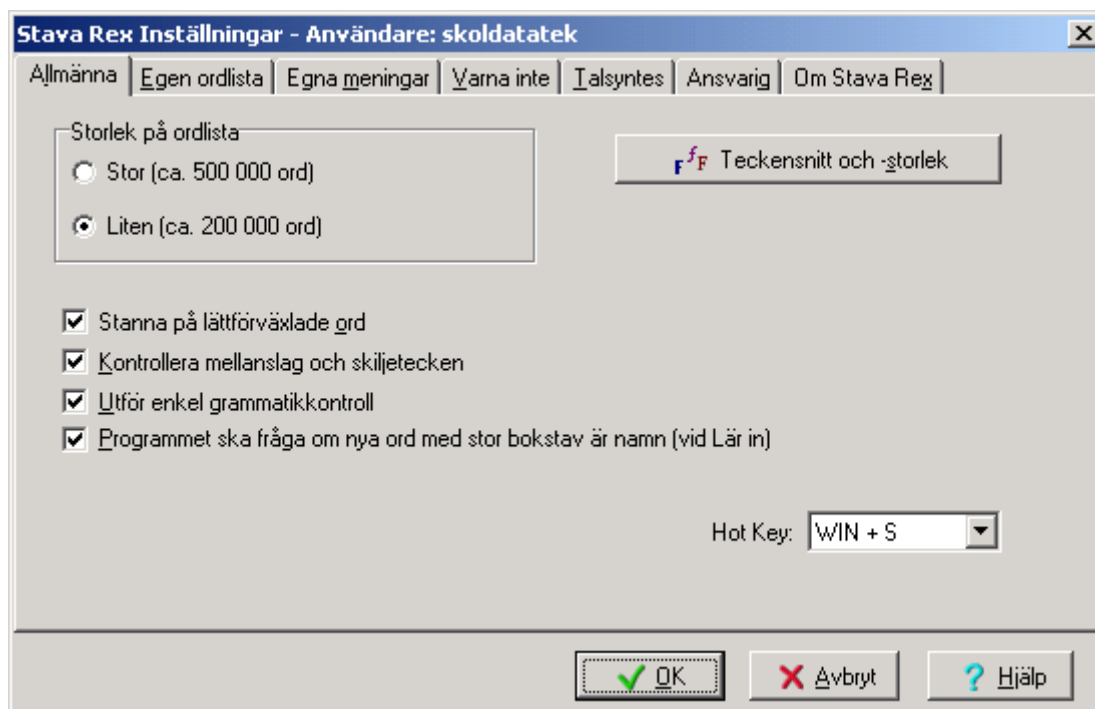 Stava Rex Inställningar - Användare: skoldatatek
Allmänna Egen ordlista Egna meningar Varna inte Talsyntes Ansvarig Om Stava Rex
Storlek på ordlista
Stor (ca. 500 000 ord)
Liten (ca. 200 000 ord)
FfF Teckensnitt och -storlek
Stanna på lättförväxlade ord
Kontrollera mellanslag och skiljetecken
Utför enkel grammatikkontroll
Programmet ska fråga om nya ord med stor bokstav är namn (vid Lär in)
Hot Key: WIN + S
OK Avbryt ? Hjälp